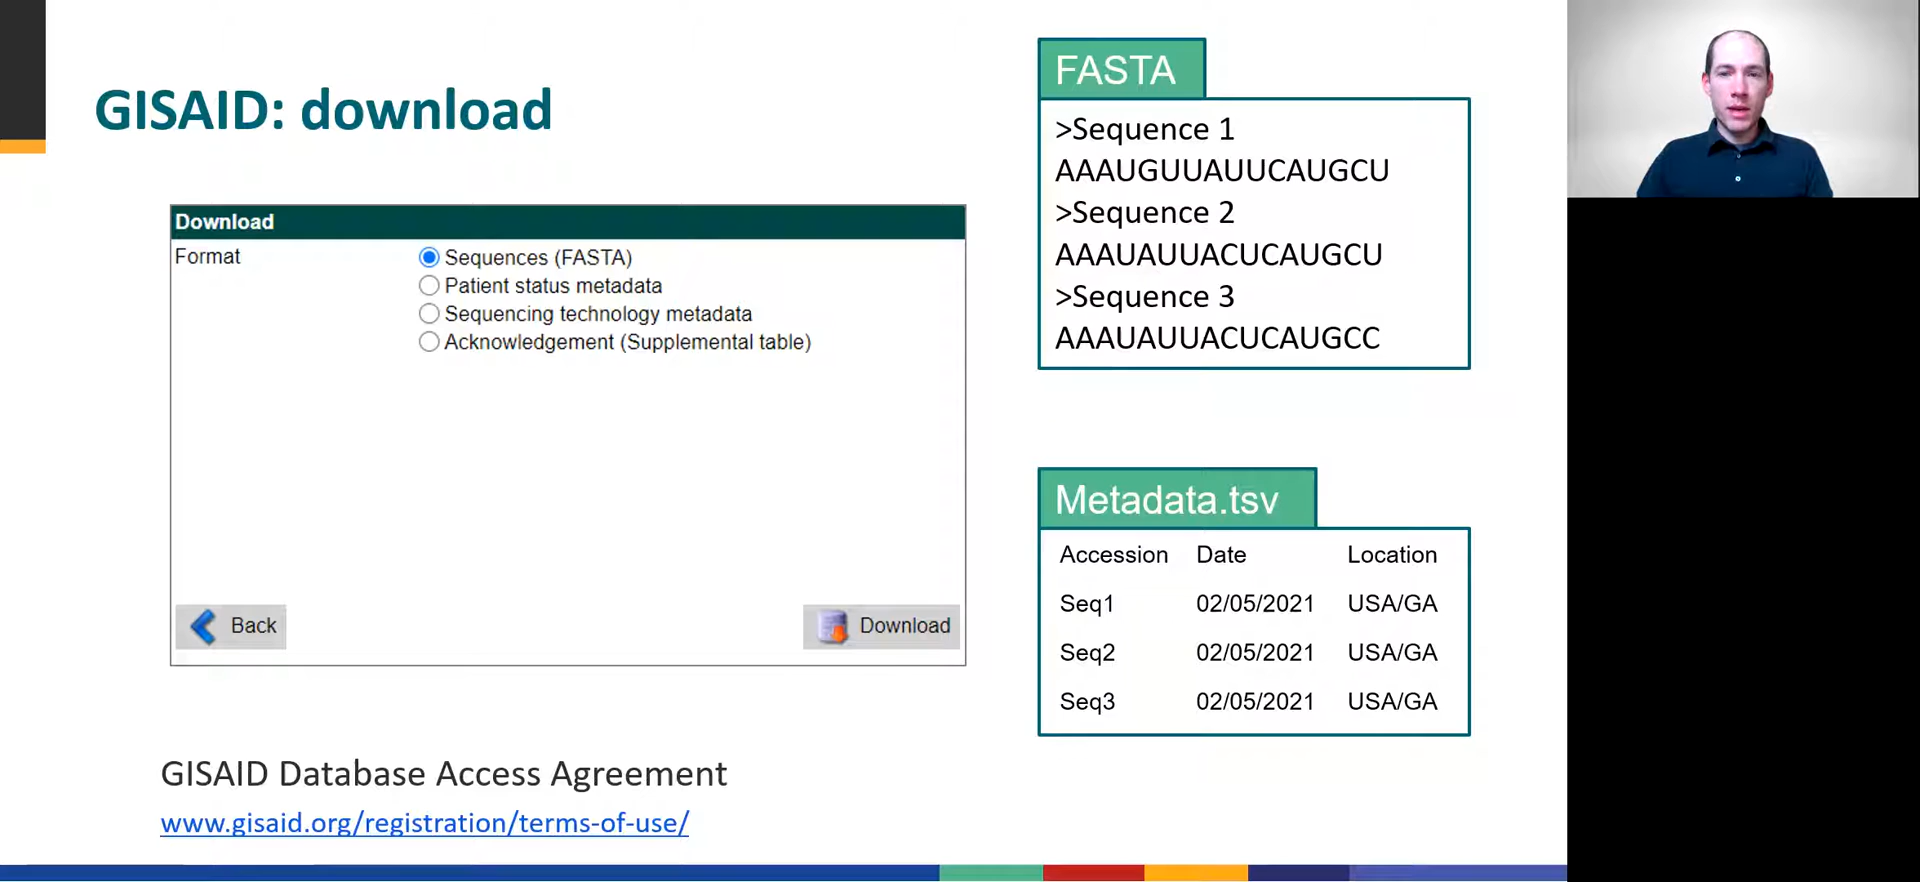 GISAID: download
Download
Format
Sequences (FASTA)
Patient status metadata
Sequencing technology metadata
Acknowledgement (Supplemental table)
Back
Download
GISAID Database Access Agreement
www.gisaid.org/registration/terms-of-use/
FASTA
>Sequence 1
AAAUGUUAUUCAUGCU
>Sequence 2
AAAUAUUACUCAUGCU
>Sequence 3
AAAUAUUACUCAUGCC
Metadata.tsv
Accession Date Location
Seq1 02/05/2021 USA/GA
Seq2 02/05/2021 USA/GA
Seq3 02/05/2021 USA/GA